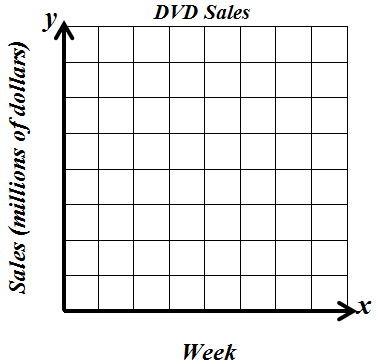 DVD Sales
y
Sales (millions of dollars)
x
Week